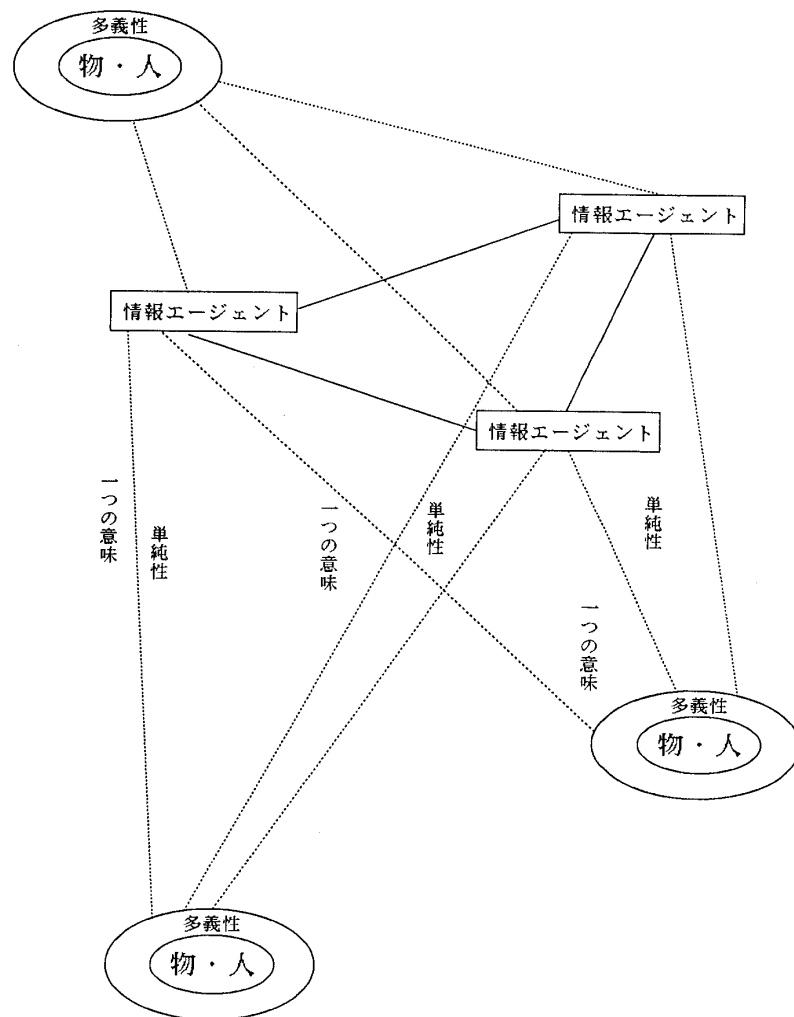 多義性
物・人
情報エージェント
情報エージェント
情報エージェント
一つの意味
単純性
一つの意味
単純性
単純性
一つの意味
多義性
物・人
多義性
物・人